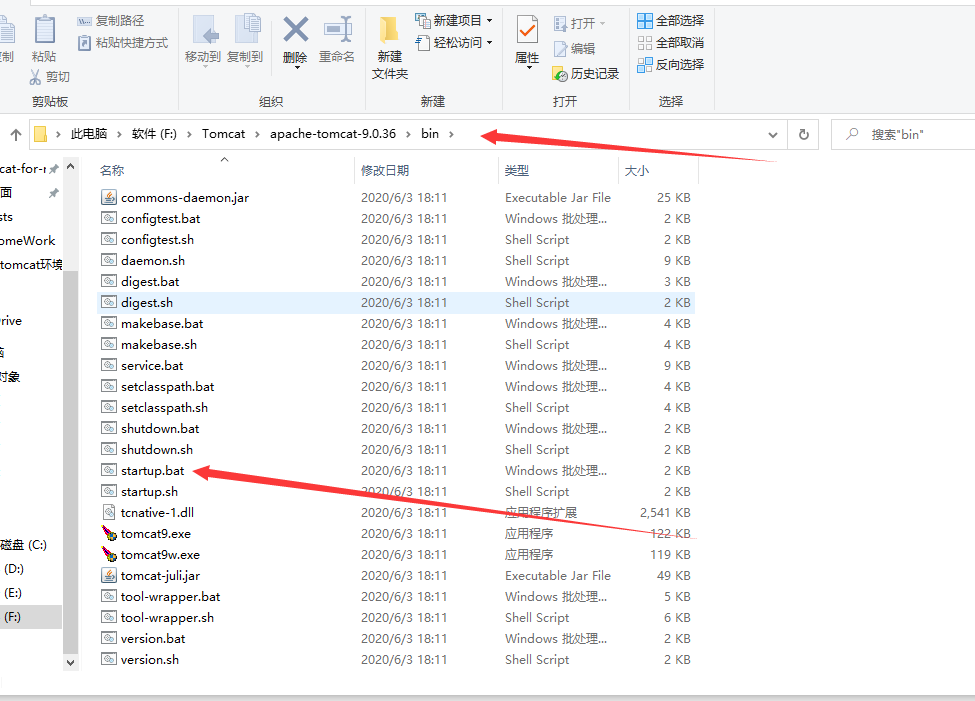 复制路径
粘贴快捷方式
制
粘贴
剪切
剪贴板
移动到
复制到
删除
重命名
组织
新建
文件夹
新建项目
轻松访问
新建
属性
打开
编辑
历史记录
打开
全部选择
全部取消
反向选择
选择
此电脑 软件 (F:) Tomcat apache-tomcat-9.0.36 bin
搜索"bin"
名称 修改日期 类型 大小
commons-daemon.jar 2020/6/3 18:11 Executable Jar File 25 KB
configtest.bat 2020/6/3 18:11 Windows 批处理... 2 KB
configtest.sh 2020/6/3 18:11 Shell Script 2 KB
daemon.sh 2020/6/3 18:11 Shell Script 9 KB
digest.bat 2020/6/3 18:11 Windows 批处理... 3 KB
digest.sh 2020/6/3 18:11 Shell Script 2 KB
makebase.bat 2020/6/3 18:11 Windows 批处理... 4 KB
makebase.sh 2020/6/3 18:11 Shell Script 4 KB
service.bat 2020/6/3 18:11 Windows 批处理... 9 KB
setclasspath.bat 2020/6/3 18:11 Windows 批处理... 4 KB
setclasspath.sh 2020/6/3 18:11 Shell Script 4 KB
shutdown.bat 2020/6/3 18:11 Windows 批处理... 2 KB
shutdown.sh 2020/6/3 18:11 Shell Script 2 KB
startup.bat 2020/6/3 18:11 Windows 批处理... 2 KB
startup.sh 2020/6/3 18:11 Shell Script 2 KB
tcnative-1.dll 2020/6/3 18:11 应用程序扩展 2,541 KB
tomcat9.exe 2020/6/3 18:11 应用程序 122 KB
tomcat9w.exe 2020/6/3 18:11 应用程序 119 KB
tomcat-juli.jar 2020/6/3 18:11 Executable Jar File 49 KB
tool-wrapper.bat 2020/6/3 18:11 Windows 批处理... 5 KB
tool-wrapper.sh 2020/6/3 18:11 Shell Script 6 KB
version.bat 2020/6/3 18:11 Windows 批处理... 2 KB
version.sh 2020/6/3 18:11 Shell Script 2 KB
cat-for-r
面
sts
omeWork
tomcat环境
rive
对象
磁盘 (C:)
(D:)
(E:)
(F:)